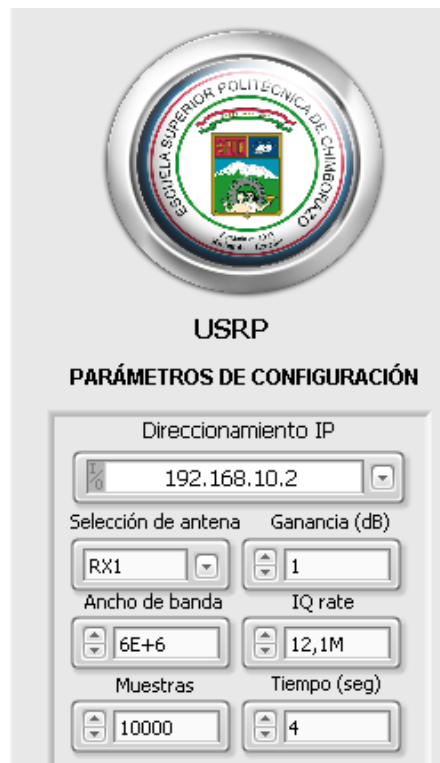 ESCUELA SUPERIOR POLITÉCNICA DE CHIMBORAZO
USRP
PARÁMETROS DE CONFIGURACIÓN
Direccionamiento IP
I/O 192.168.10.2
Selección de antena Ganancia (dB)
RX1 1
Ancho de banda IQ rate
6E+6 12,1M
Muestras Tiempo (seg)
10000 4